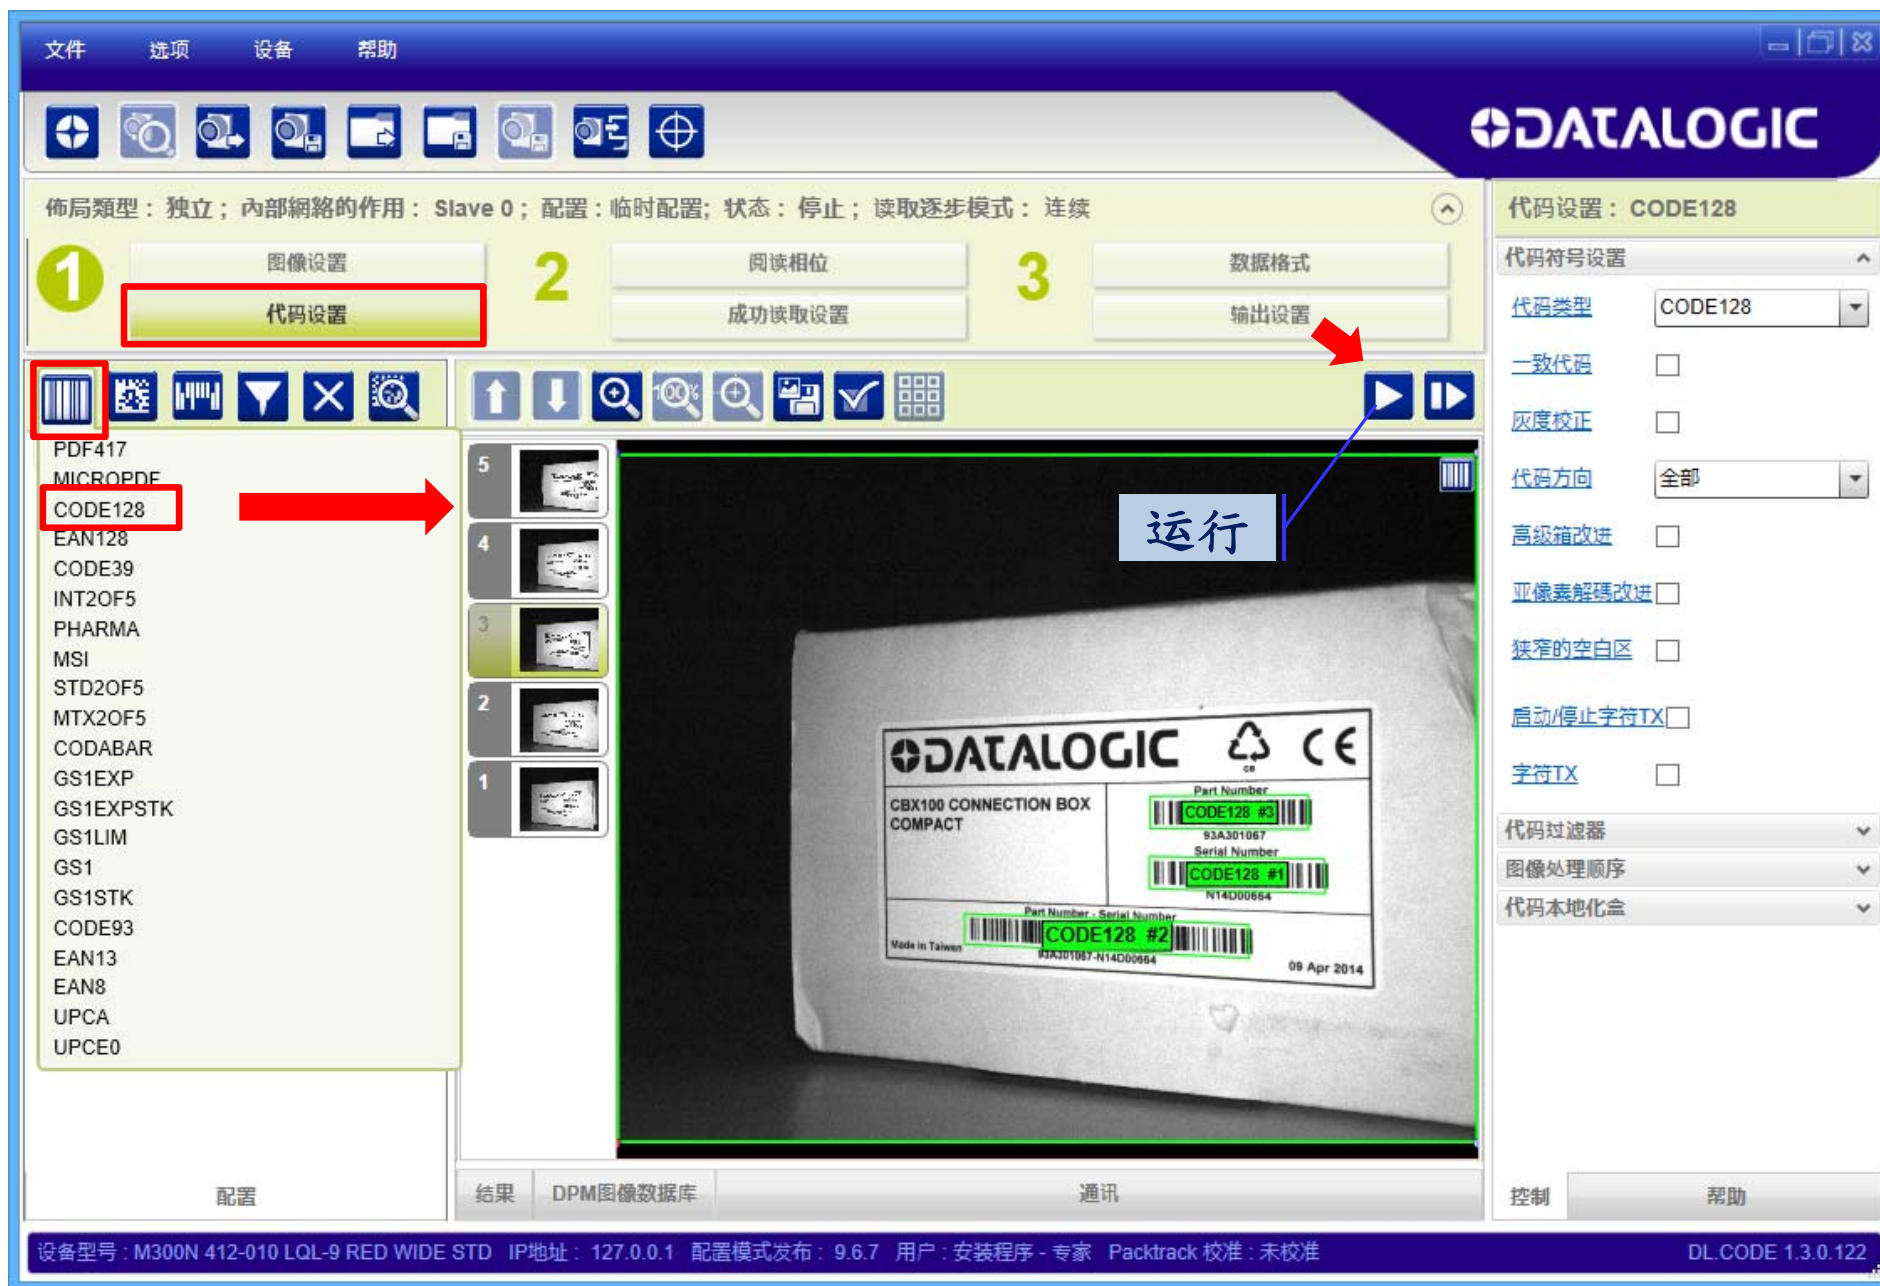 文件 选项 设备 帮助
DATALOGIC
佈局類型： 独立； 內部網絡的作用： Slave 0； 配置：临时配置; 状态： 停止； 读取逐步模式： 连续
1 图像设置 2 阅读相位 3 数据格式
代码设置 成功读取设置 输出设置
100%
PDF417
MICROPDF
CODE128
EAN128
CODE39
INT2OF5
PHARMA
MSI
STD2OF5
MTX2OF5
CODABAR
GS1EXP
GS1EXPSTK
GS1LIM
GS1
GS1STK
CODE93
EAN13
EAN8
UPCA
UPCE0
配置
5
4
3
2
1
运行
DATALOGIC CE
CBX100 CONNECTION BOX
COMPACT
Part Number
CODE128 #3
93A301067
Serial Number
CODE128 #1
N14D00664
Part Number - Serial Number
CODE128 #2
Made in Taiwan
93A301067-N14D00664
09 Apr 2014
结果 DPM图像数据库 通讯
代码设置： CODE128
代码符号设置
代码类型 CODE128
一致代码
灰度校正
代码方向 全部
高级箱改进
亚像素解碼改进
狭窄的空白区
启动/停止字符TX
字符TX
代码过滤器
图像处理顺序
代码本地化盒
控制 帮助
设备型号 : M300N 412-010 LQL-9 RED WIDE STD IP地址： 127.0.0.1 配置模式发布： 9.6.7 用户 : 安装程序 - 专家 Packtrack 校准 : 未校准
DL.CODE 1.3.0.122